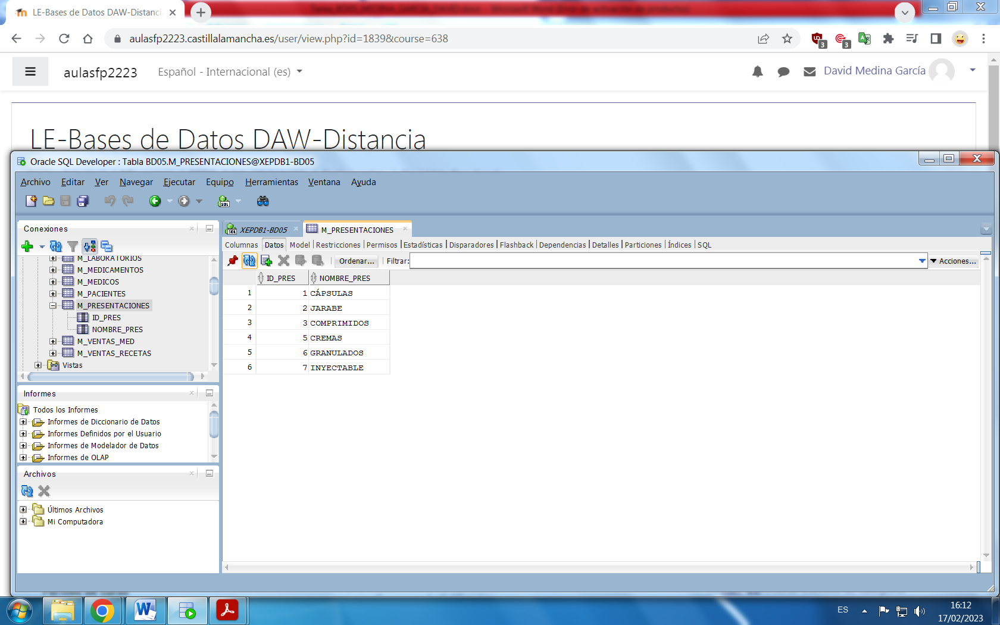 LE-Bases de Datos DAW-Distanci
aulasfp2223.castillalamancha.es/user/view.php?id=1839&course=638
3
3
aulasfp2223
Español - Internacional (es)
David Medina García
LE-Bases de Datos DAW-Distancia
Oracle SQL Developer : Tabla BD05.M_PRESENTACIONES@XEPDB1-BD05
Archivo Editar Ver Navegar Ejecutar Equipo Herramientas Ventana Ayuda
Conexiones
XEPDB1-BD05
M_PRESENTACIONES
Columnas Datos Model Restricciones Permisos Estadísticas Disparadores Flashback Dependencias Detalles Particiones Índices SQL
Ordenar...
Filtrar:
Acciones...
M_LABORATORIOS
M_MEDICAMENTOS
M_MEDICOS
M_PACIENTES
M_PRESENTACIONES
ID_PRES
NOMBRE_PRES
M_VENTAS_MED
M_VENTAS_RECETAS
Vistas
ID_PRES NOMBRE_PRES
1 1 CÁPSULAS
2 2 JARABE
3 3 COMPRIMIDOS
4 5 CREMAS
5 6 GRANULADOS
6 7 INYECTABLE
Informes
Todos los Informes
Informes de Diccionario de Datos
Informes Definidos por el Usuario
Informes de Modelador de Datos
Informes de OLAP
Archivos
Últimos Archivos
Mi Computadora
ES
16:12
17/02/2023